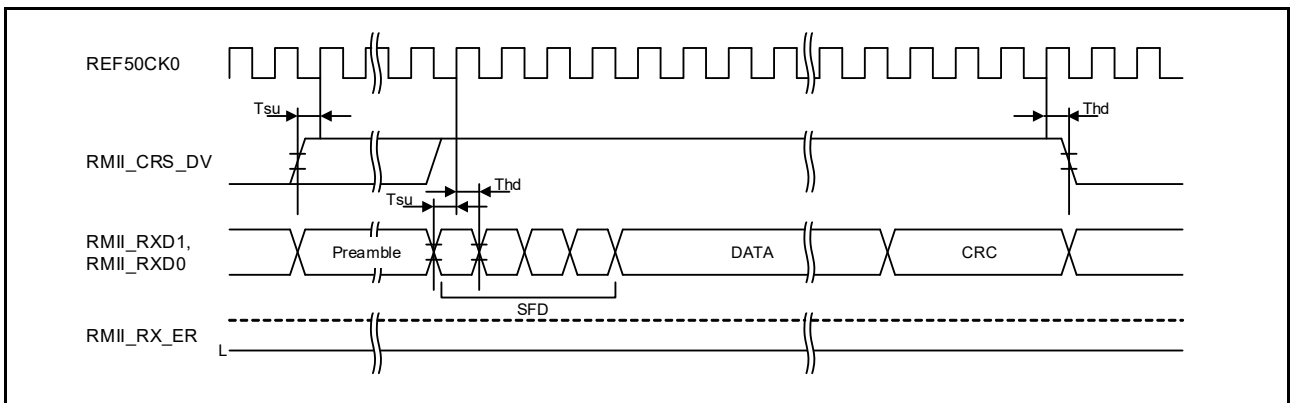 REF50CK0
Tsu
Thd
RMII_CRS_DV
Tsu
Thd
RMII_RXD1,
RMII_RXD0
Preamble
DATA
CRC
SFD
RMII_RX_ER
L